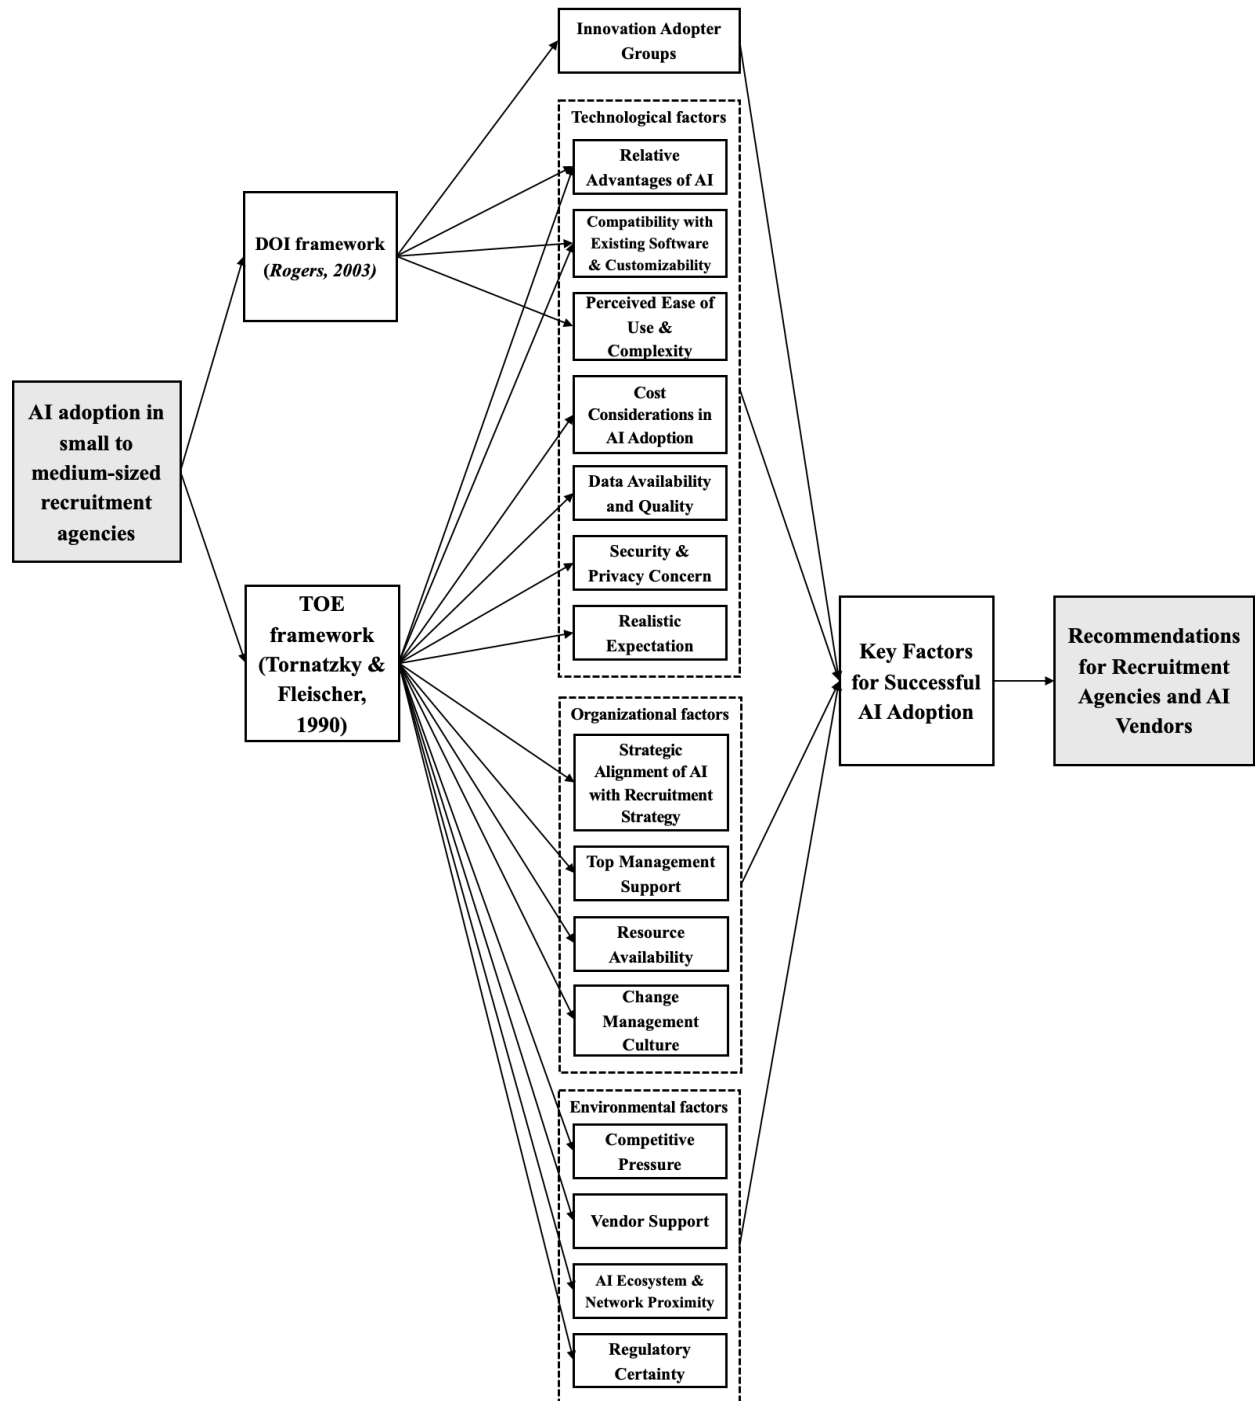 Innovation Adopter
Groups
Technological factors
Relative
Advantages of AI
Compatibility with
Existing Software
& Customizability
Perceived Ease of
Use &
Complexity
Cost
Considerations in
AI Adoption
Data Availability
and Quality
Security &
Privacy Concern
Realistic
Expectation
DOI framework
(Rogers, 2003)
AI adoption in
small to
medium-sized
recruitment
agencies
TOE
framework
(Tornatzky &
Fleischer,
1990)
Organizational factors
Strategic
Alignment of AI
with Recruitment
Strategy
Top Management
Support
Resource
Availability
Change
Management
Culture
Environmental factors
Competitive
Pressure
Vendor Support
AI Ecosystem &
Network Proximity
Regulatory
Certainty
Key Factors
for Successful
AI Adoption
Recommendations
for Recruitment
Agencies and AI
Vendors